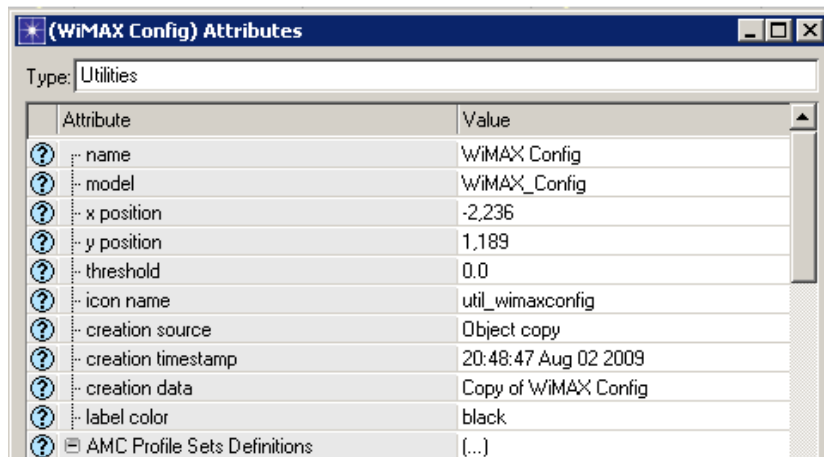 (WiMAX Config) Attributes
Type: Utilities
Attribute Value
name WiMAX Config
model WiMAX_Config
x position -2,236
y position 1,189
threshold 0.0
icon name util_wimaxconfig
creation source Object copy
creation timestamp 20:48:47 Aug 02 2009
creation data Copy of WiMAX Config
label color black
AMC Profile Sets Definitions (...)